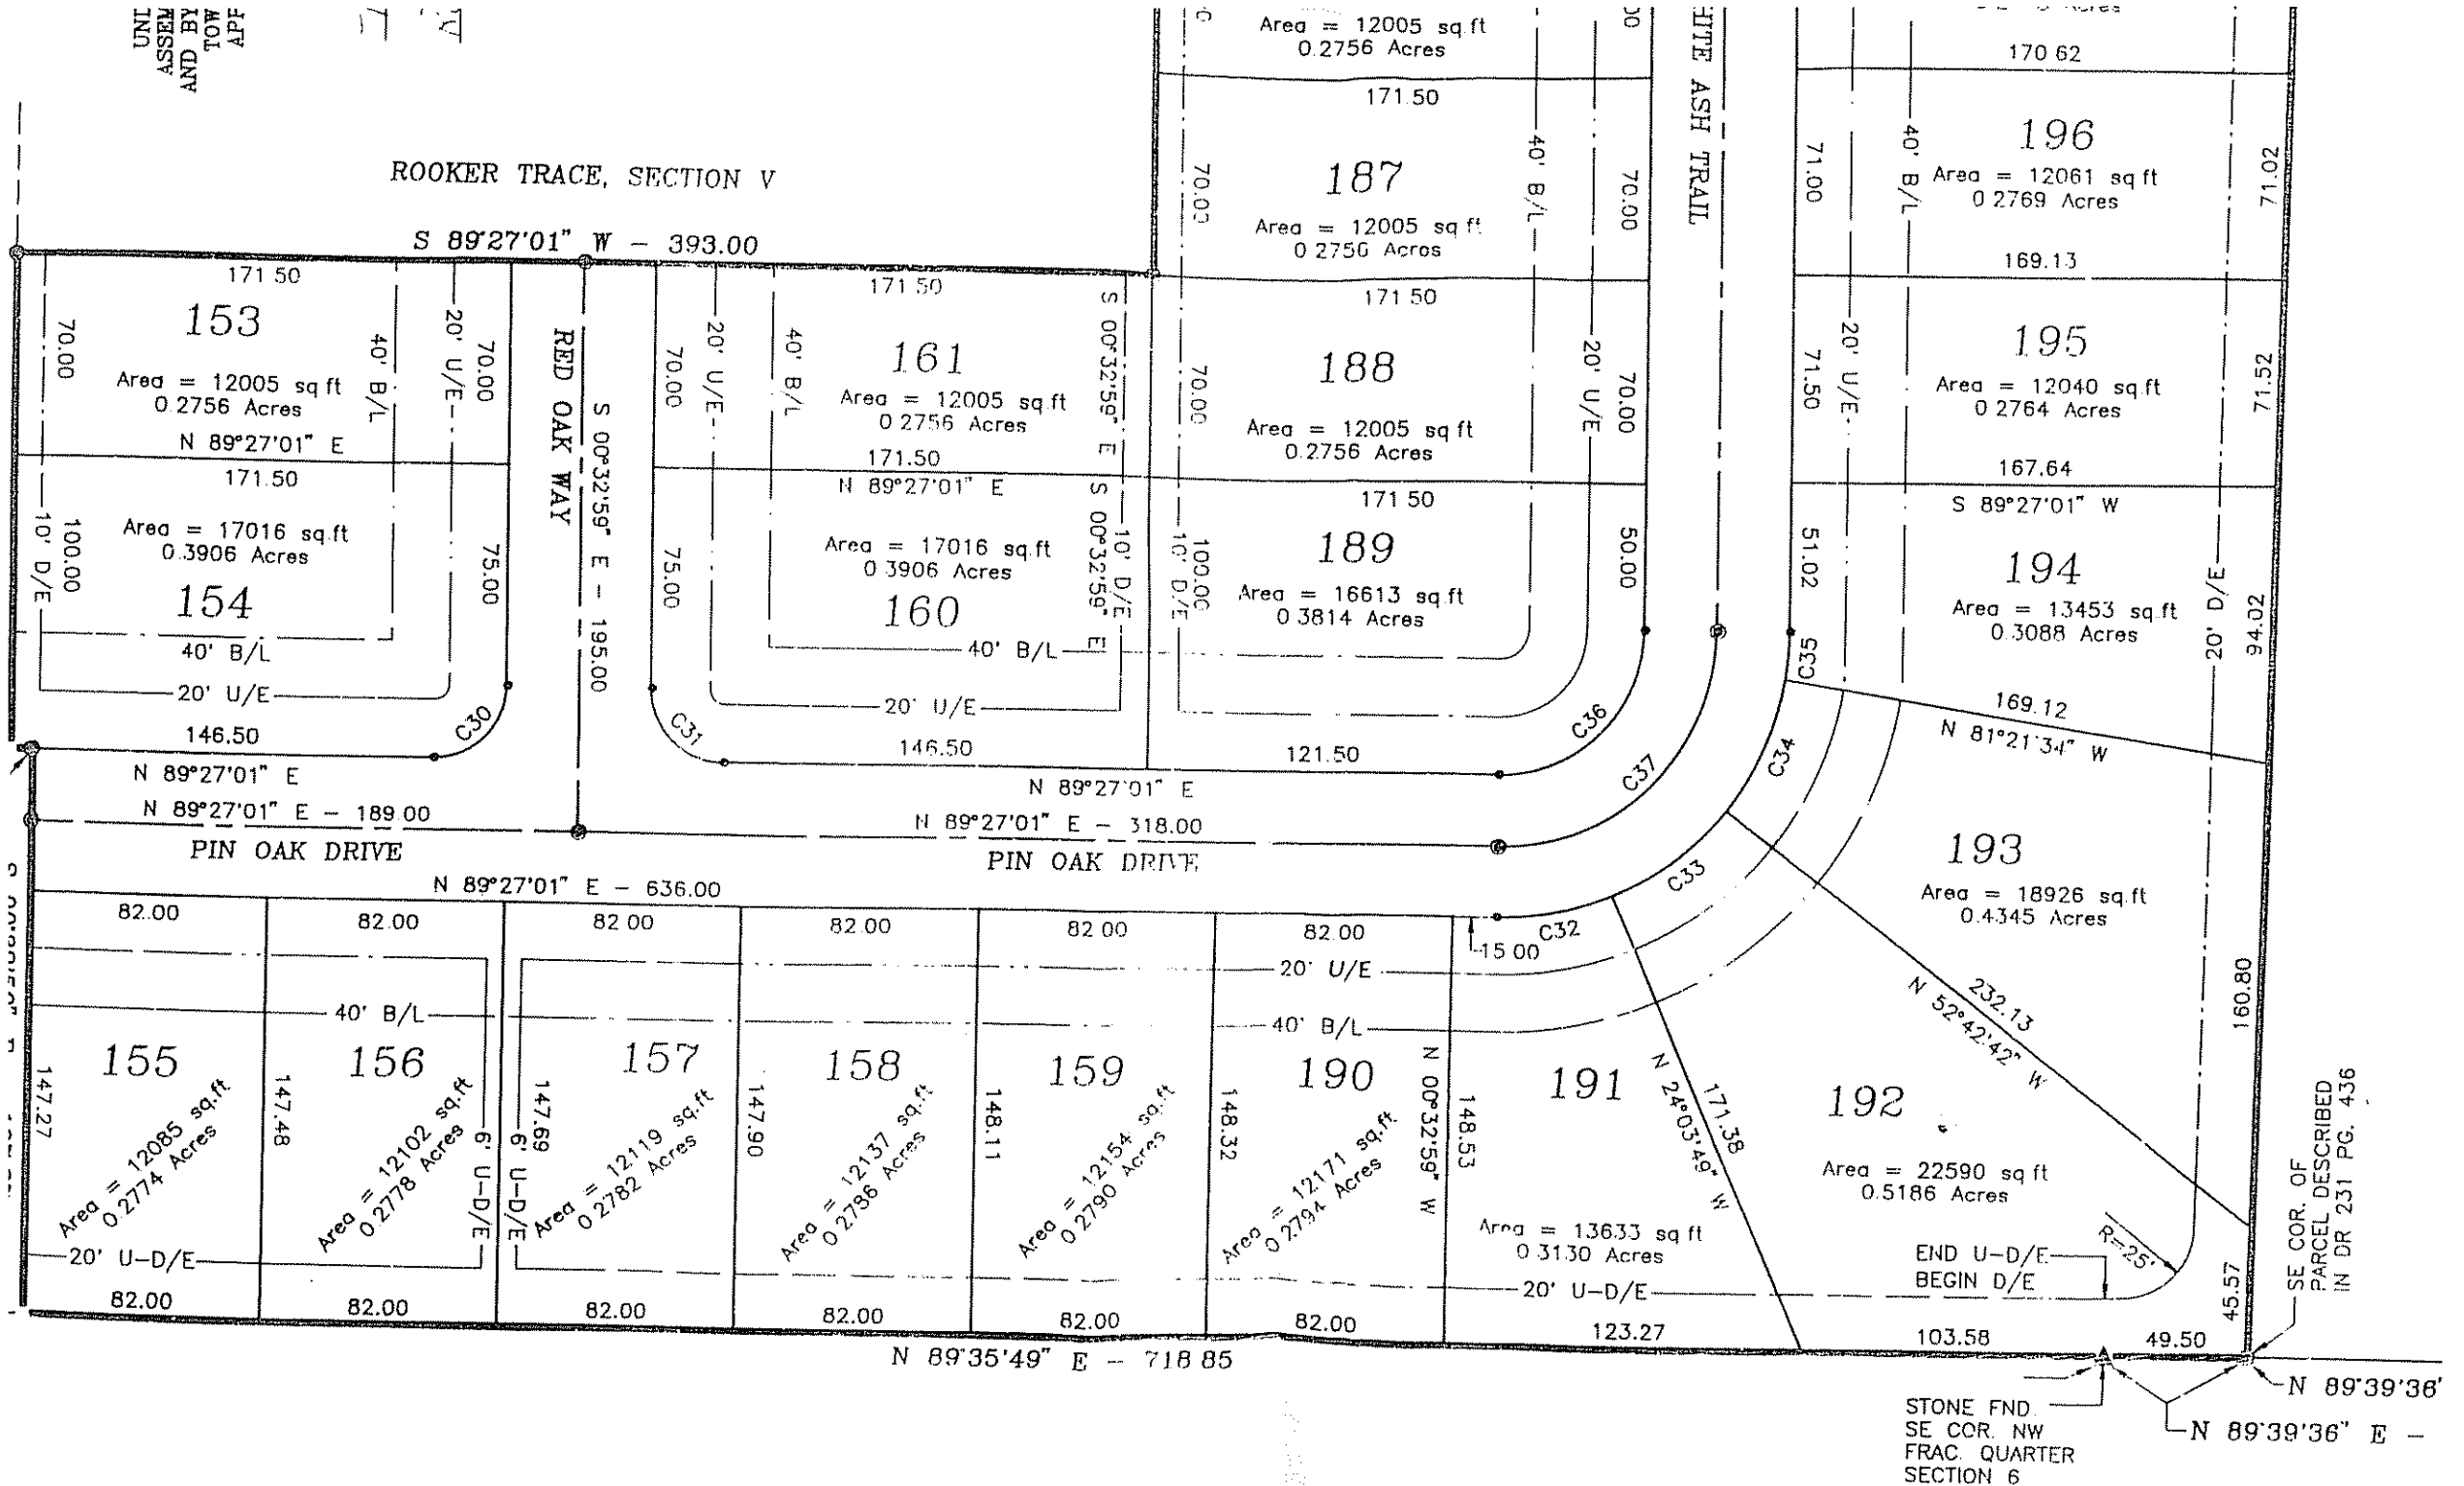 UNI
ASSEM
AND BY
TOW
APP
ROOKER TRACE, SECTION V
S 89°27'01" W - 393.00
Area = 12005 sq.ft
0.2756 Acres
171.50
187
Area = 12005 sq.ft
0.2756 Acres
70.00
70.00
40' B/L
HITE ASH TRAIL
170.62
196
Area = 12061 sq.ft
0.2769 Acres
71.00
71.02
40' B/L
169.13
171.50
153
Area = 12005 sq.ft
0.2756 Acres
70.00
70.00
40' B/L
20' U/E
N 89°27'01" E
171.50
RED OAK WAY
S 00°32'59" E - 195.00
171.50
161
Area = 12005 sq.ft
0.2756 Acres
70.00
20' U/E
40' B/L
S 00°32'59" E
171.50
N 89°27'01" E
171.50
188
Area = 12005 sq.ft
0.2756 Acres
70.00
70.00
20' U/E
195
Area = 12040 sq.ft
0.2764 Acres
71.50
71.52
20' U/E
167.64
S 89°27'01" W
Area = 17016 sq.ft
0.3906 Acres
154
100.00
10' D/E
75.00
40' B/L
20' U/E
146.50
C30
N 89°27'01" E
Area = 17016 sq.ft
0.3906 Acres
160
75.00
S 00°32'59" E
10' D/E
40' B/L
20' U/E
C31
146.50
171.50
189
Area = 16613 sq.ft
0.3814 Acres
100.00
10' D/E
50.00
121.50
C36
C37
N 89°27'01" E
194
Area = 13453 sq.ft
0.3088 Acres
51.02
C35
20' D/E
94.02
169.12
N 81°21'34" W
C34
N 89°27'01" E - 189.00
N 89°27'01" E - 318.00
PIN OAK DRIVE
PIN OAK DRIVE
N 89°27'01" E - 636.00
C33
C32
15.00
193
Area = 18926 sq.ft
0.4345 Acres
160.80
232.13
N 52°42'42" W
82.00
82.00
82.00
82.00
82.00
82.00
20' U/E
40' B/L
40' B/L
155
147.27
Area = 12085 sq.ft
0.2774 Acres
156
147.48
Area = 12102 sq.ft
0.2778 Acres
6' U-D/E
6' U-D/E
157
147.69
Area = 12119 sq.ft
0.2782 Acres
158
147.90
Area = 12137 sq.ft
0.2786 Acres
159
148.11
Area = 12154 sq.ft
0.2790 Acres
190
148.32
Area = 12171 sq.ft
0.2794 Acres
N 00°32'59" W
148.53
191
Area = 13633 sq.ft
0.3130 Acres
171.38
N 24°03'49" W
192
Area = 22590 sq.ft
0.5186 Acres
END U-D/E
BEGIN D/E
R=25'
45.57
20' U-D/E
20' U-D/E
82.00
82.00
82.00
82.00
82.00
82.00
123.27
103.58
49.50
N 89°35'49" E - 718.85
SE COR. OF
PARCEL DESCRIBED
IN DR 231 PG. 436
N 89°39'36"
N 89°39'36" E -
STONE FND.
SE COR. NW
FRAC. QUARTER
SECTION 6